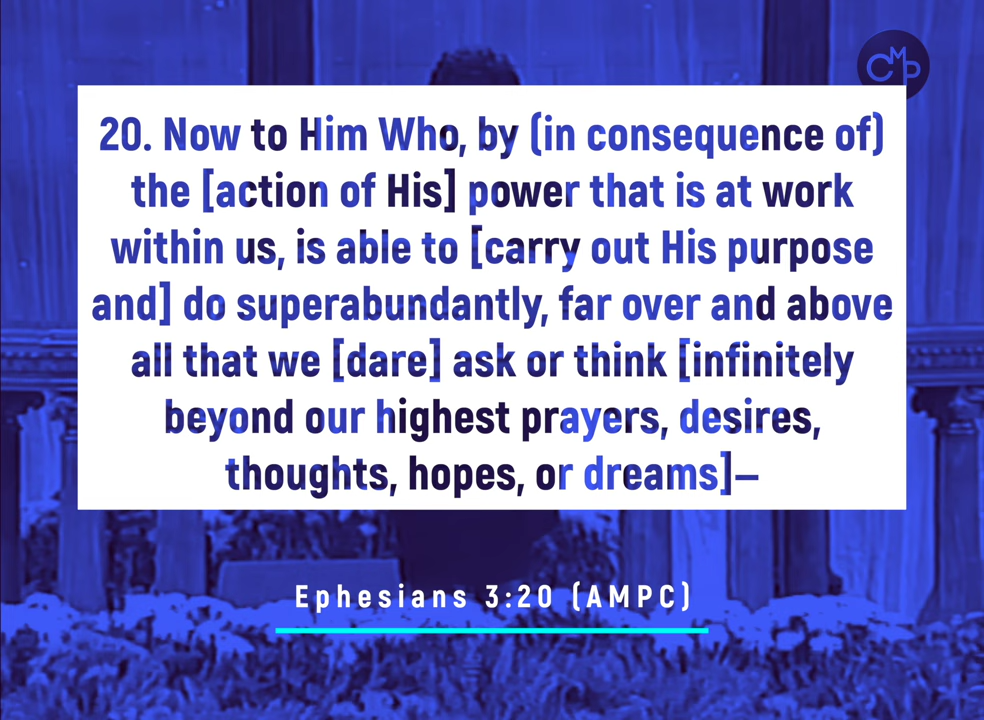 CMP
20. Now to Him Who, by (in consequence of)
the [action of His] power that is at work
within us, is able to [carry out His purpose
and] do superabundantly, far over and above
all that we [dare] ask or think [infinitely
beyond our highest prayers, desires,
thoughts, hopes, or dreams]—
Ephesians 3:20 (AMPC)